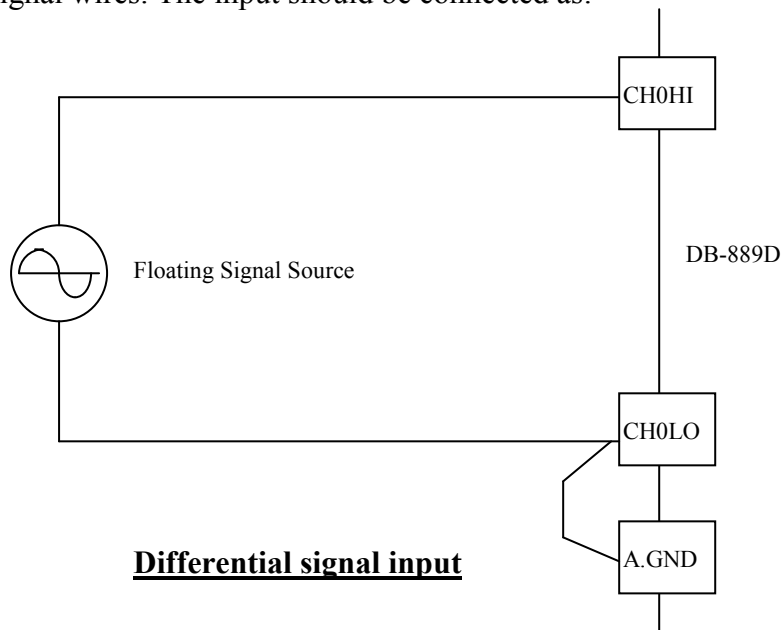 signal wires. The input should be connected as:
CH0HI
DB-889D
Floating Signal Source
CH0LO
A.GND
Differential signal input